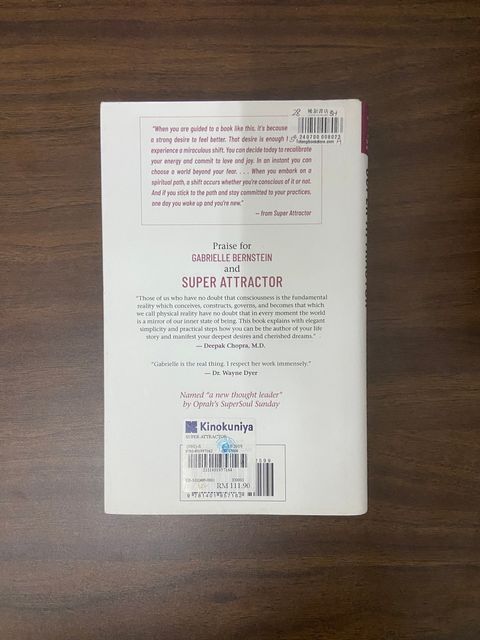 "When you are guided to a book like this, it's because
a strong desire to feel better. That desire is enough
experience a miraculous shift. You can decide today to recalibrate
your energy and commit to love and joy. In an instant you can
choose a world beyond your fear. . . . When you embark on a
spiritual path, a shift occurs whether you're conscious of it or not.
And if you stick to the path and stay committed to your practices,
one day you wake up and you're new."
— from Super Attractor
Praise for
GABRIELLE BERNSTEIN
and
SUPER ATTRACTOR
"Those of us who have no doubt that consciousness is the fundamental
reality which conceives, constructs, governs, and becomes that which
we call physical reality have no doubt that in every moment the world
is a mirror of our inner state of being. This book explains with elegant
simplicity and practical steps how you can be the author of your life
story and manifest your deepest desires and cherished dreams."
— Deepak Chopra, M.D.
"Gabrielle is the real thing. I respect her work immensely."
— Dr. Wayne Dyer
Named "a new thought leader"
by Oprah's SuperSoul Sunday
Kinokuniya
SUPER ATTRACTOR
RM 111.90